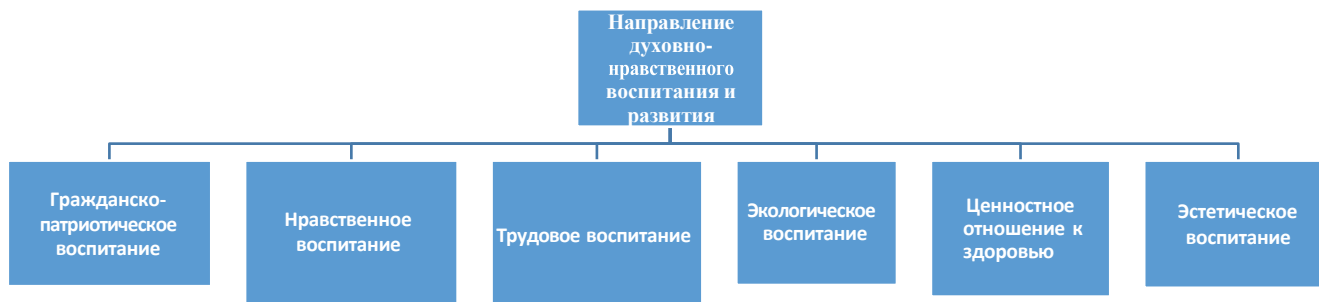 Направление
духовно-
нравственного
воспитания и
развития
Гражданско-
патриотическое
воспитание
Нравственное
воспитание
Трудовое воспитание
Экологическое
воспитание
Ценностное
отношение к
здоровью
Эстетическое
воспитание